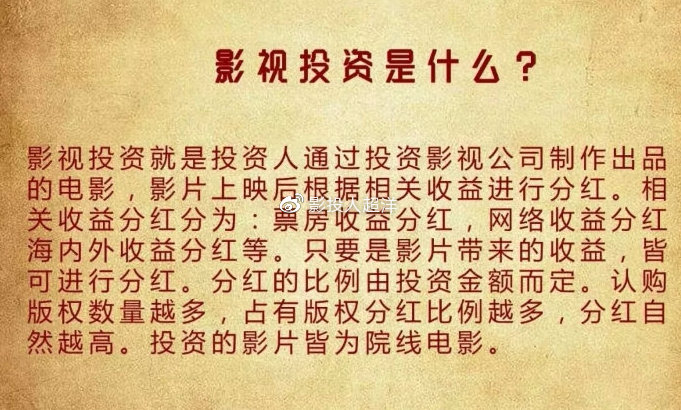 影视投资是什么？
影视投资就是投资人通过投资影视公司制作出品
的电影，影片上映后根据相关收益进行分红。相
关收益分红分为：票房收益分红，网络收益分红
海内外收益分红等。只要是影片带来的收益，皆
可进行分红。分红的比例由投资金额而定。认购
版权数量越多，占有版权分红比例越多，分红自
然越高。投资的影片皆为院线电影。
@影投人超洋